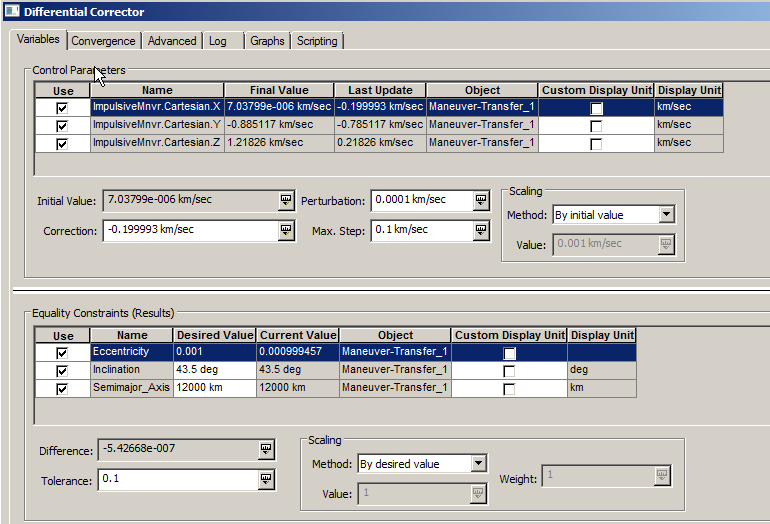 Differential Corrector
Variables Convergence Advanced Log Graphs Scripting
Control Parameters
Use Name Final Value Last Update Object Custom Display Unit Display Unit
ImpulsiveMnvr.Cartesian.X 7.03799e-006 km/sec -0.199993 km/sec Maneuver-Transfer_1 km/sec
ImpulsiveMnvr.Cartesian.Y -0.885117 km/sec -0.785117 km/sec Maneuver-Transfer_1 km/sec
ImpulsiveMnvr.Cartesian.Z 1.21826 km/sec 0.21826 km/sec Maneuver-Transfer_1 km/sec
Scaling
Initial Value: 7.03799e-006 km/sec Perturbation: 0.0001 km/sec
Method: By initial value
Correction: -0.199993 km/sec Max. Step: 0.1 km/sec
Value: 0.001 km/sec
Equality Constraints (Results)
Use Name Desired Value Current Value Object Custom Display Unit Display Unit
Eccentricity 0.001 0.000999457 Maneuver-Transfer_1
Inclination 43.5 deg 43.5 deg Maneuver-Transfer_1 deg
Semimajor_Axis 12000 km 12000 km Maneuver-Transfer_1 km
Scaling
Difference: -5.42668e-007
Method: By desired value
Weight: 1
Tolerance: 0.1
Value: 1